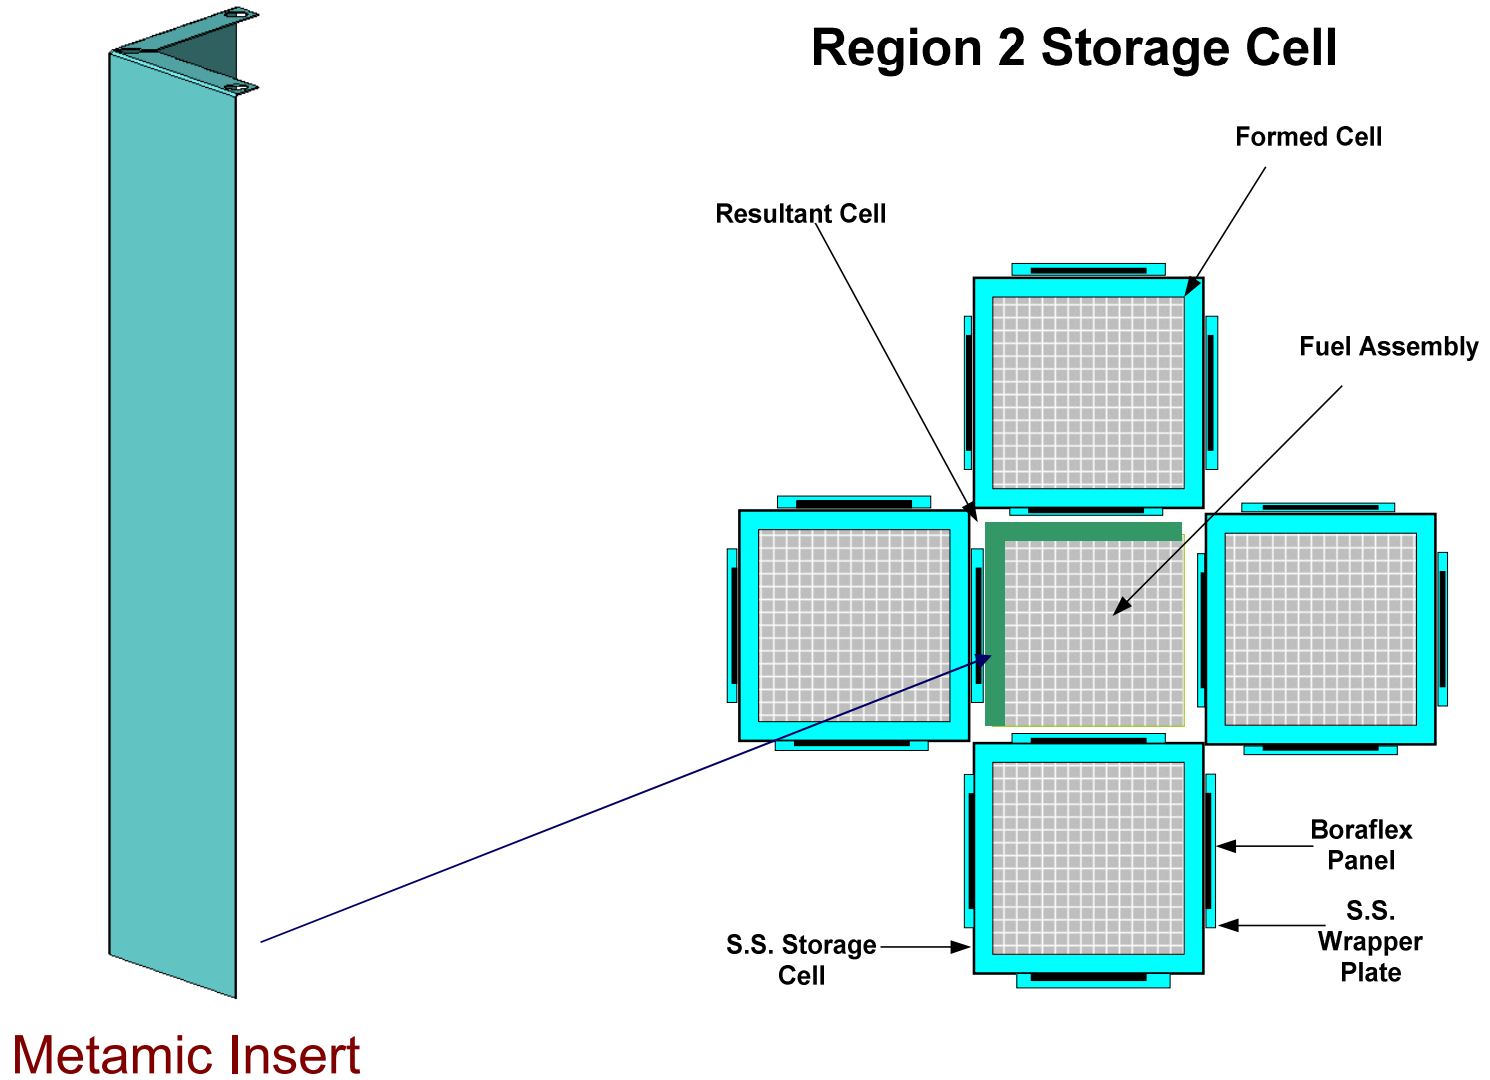 Region 2 Storage Cell
Formed Cell
Resultant Cell
Fuel Assembly
Boraflex
Panel
S.S.
Wrapper
Plate
S.S. Storage
Cell
Metamic Insert